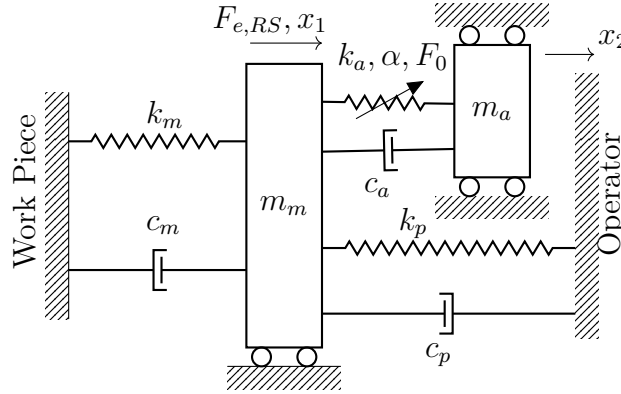 F_{e,RS}, x_1
x_2
k_a, α, F_0
k_m
m_a
Work Piece
c_a
m_m
Operator
c_m
k_p
c_p